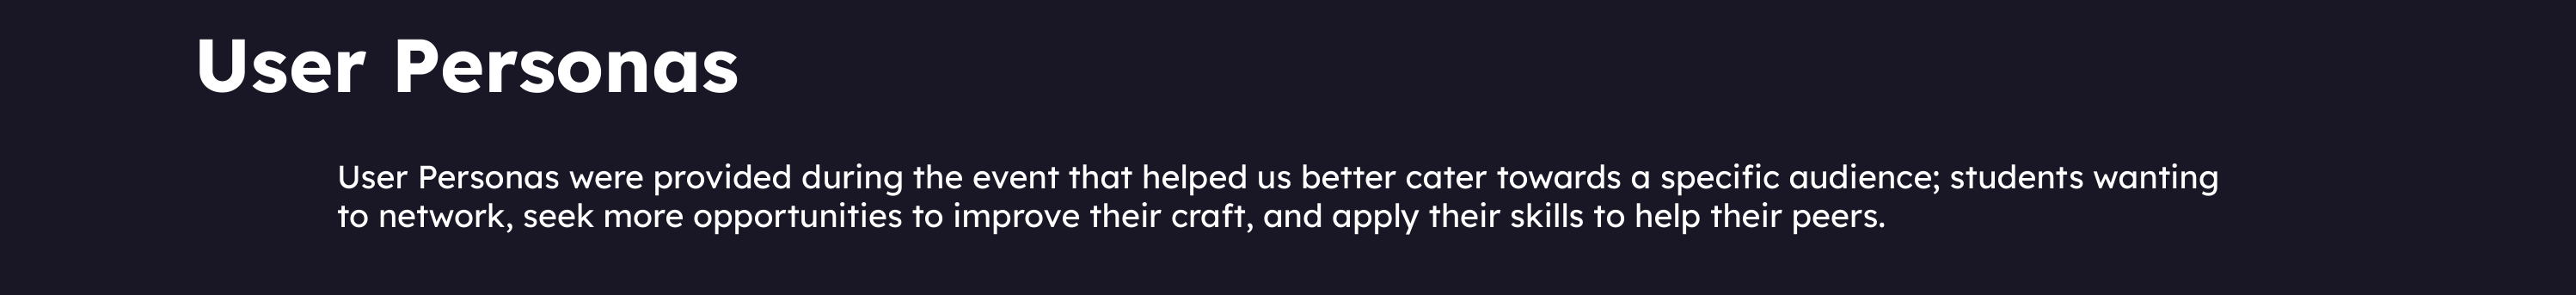 User Personas
User Personas were provided during the event that helped us better cater towards a specific audience; students wanting
to network, seek more opportunities to improve their craft, and apply their skills to help their peers.